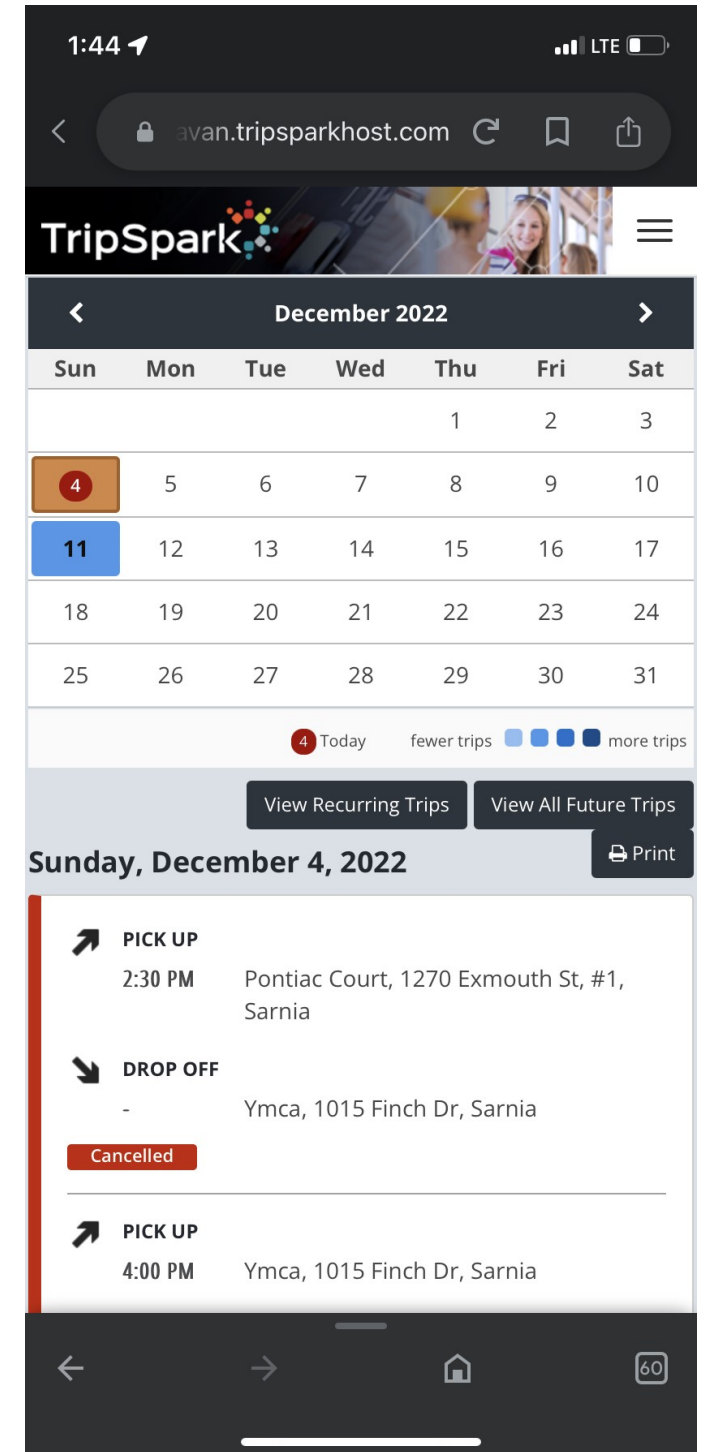 1:44 LTE
avan.tripsparkhost.com
TripSpark
December 2022
Sun Mon Tue Wed Thu Fri Sat
1 2 3
4 5 6 7 8 9 10
11 12 13 14 15 16 17
18 19 20 21 22 23 24
25 26 27 28 29 30 31
4 Today fewer trips more trips
View Recurring Trips View All Future Trips
Print
Sunday, December 4, 2022
PICK UP
2:30 PM Pontiac Court, 1270 Exmouth St, #1,
Sarnia
DROP OFF
- Ymca, 1015 Finch Dr, Sarnia
Cancelled
PICK UP
4:00 PM Ymca, 1015 Finch Dr, Sarnia
60